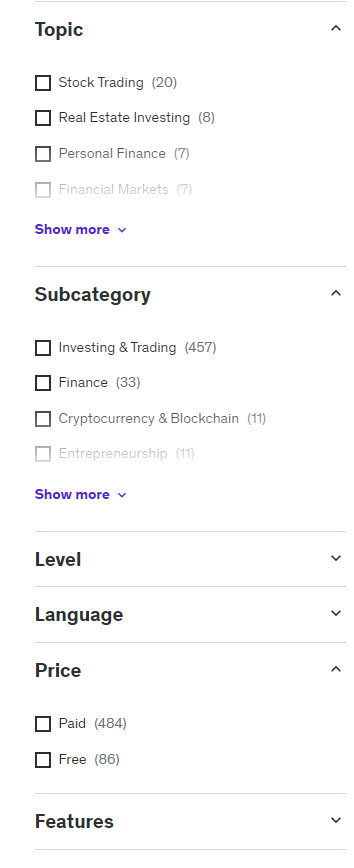 Topic
Stock Trading (20)
Real Estate Investing (8)
Personal Finance (7)
Financial Markets (7)
Show more
Subcategory
Investing & Trading (457)
Finance (33)
Cryptocurrency & Blockchain (11)
Entrepreneurship (11)
Show more
Level
Language
Price
Paid (484)
Free (86)
Features